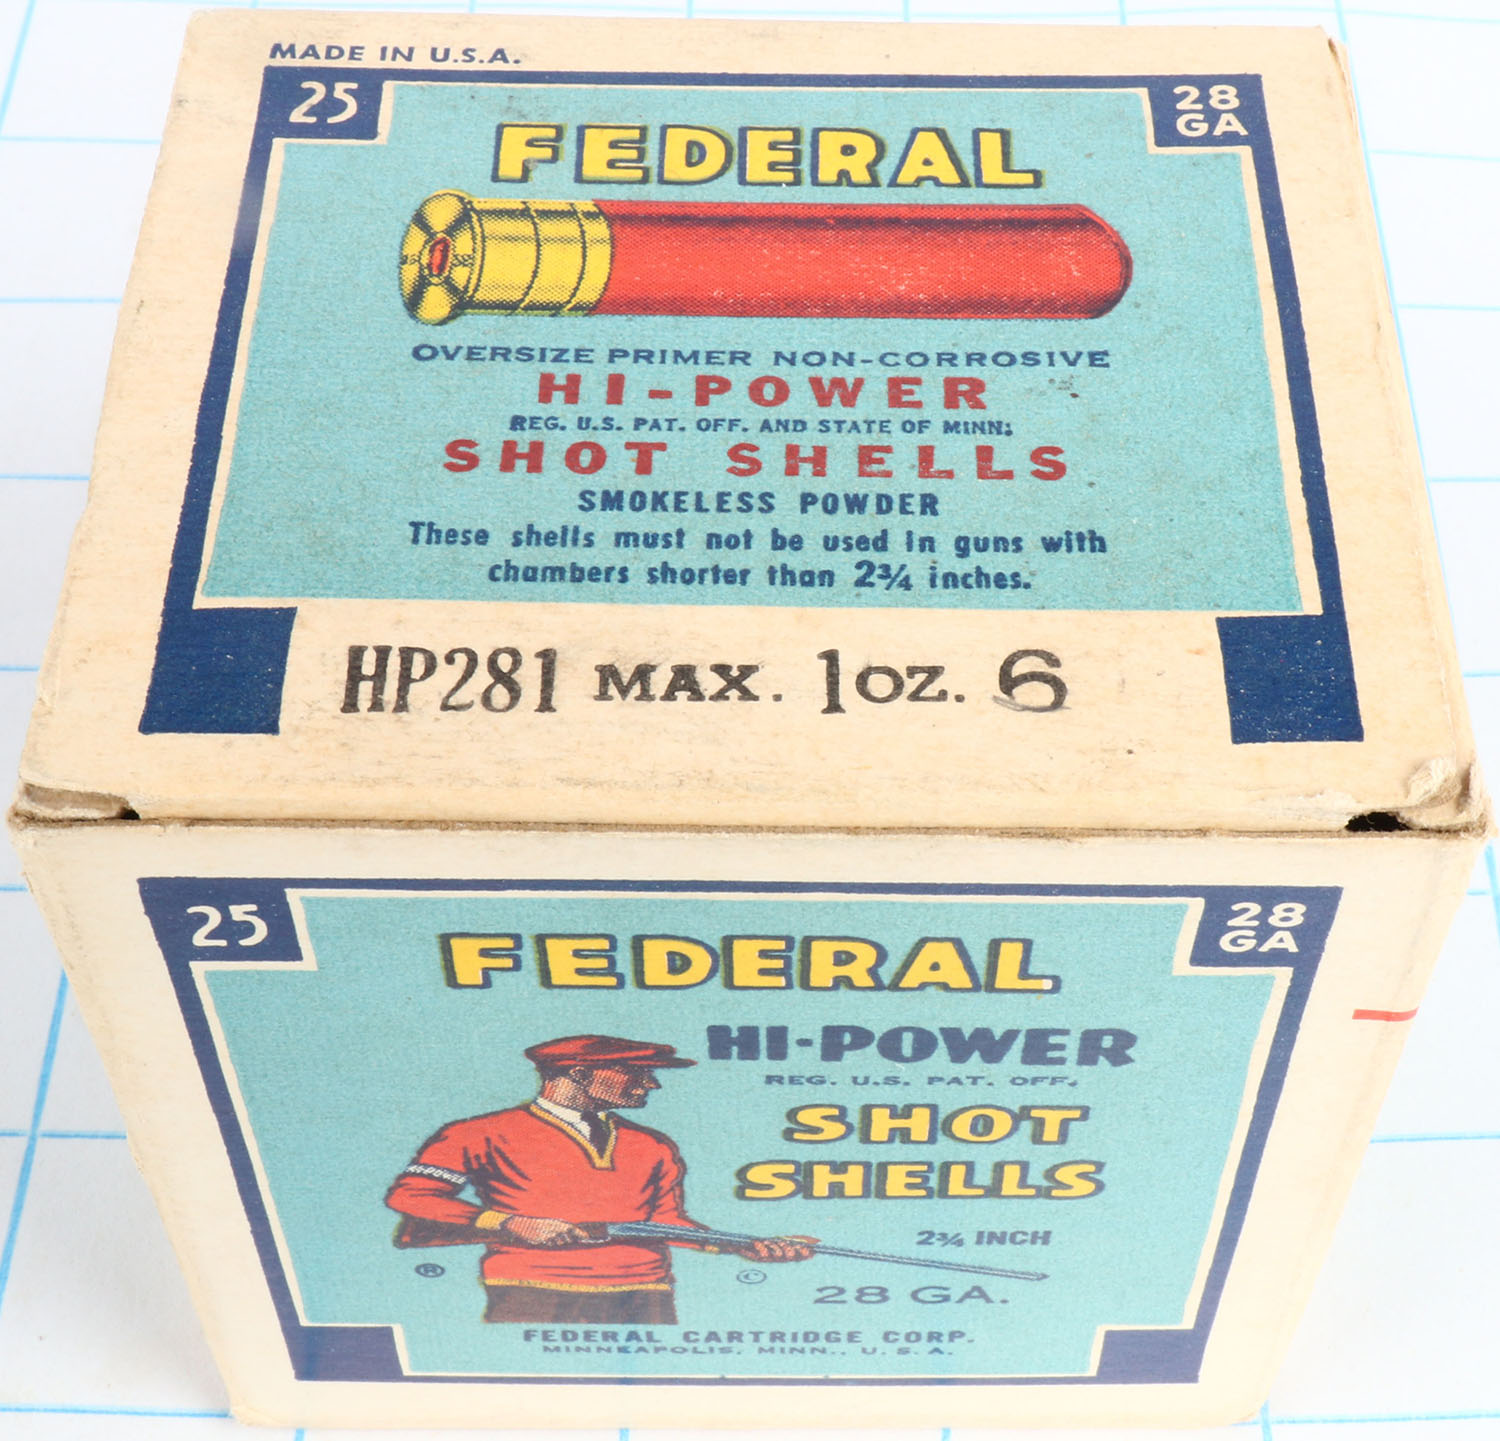 MADE IN U.S.A.
25
28
GA
FEDERAL
OVERSIZE PRIMER NON-CORROSIVE
HI-POWER
REG. U.S. PAT. OFF. AND STATE OF MINN.
SHOT SHELLS
SMOKELESS POWDER
These shells must not be used in guns with
chambers shorter than 2¾ inches.
HP281 MAX. 1oz. 6
25
28
GA
FEDERAL
HI-POWER
REG. U.S. PAT. OFF.
SHOT
SHELLS
HI-POWER
2¾ INCH
® ©
28 GA.
FEDERAL CARTRIDGE CORP.
MINNEAPOLIS, MINN., U.S.A.